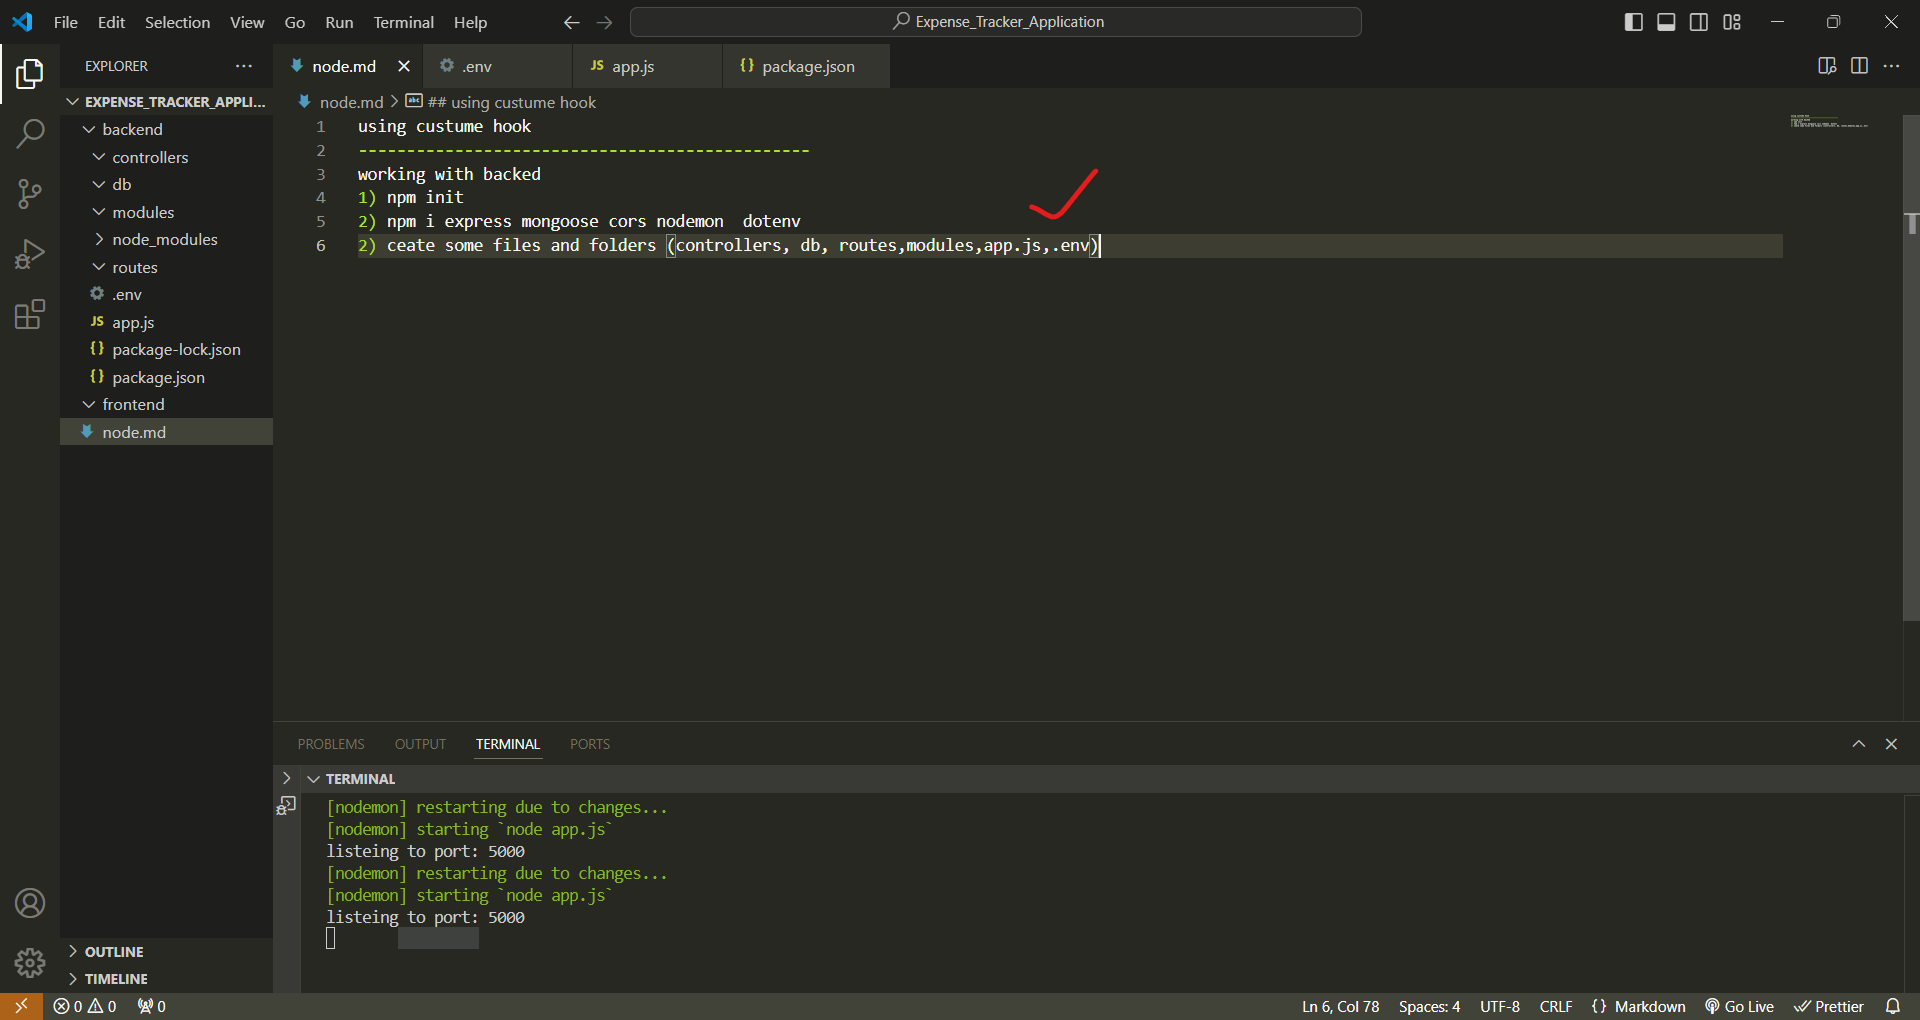 File Edit Selection View Go Run Terminal Help
Expense_Tracker_Application
EXPLORER
node.md
.env
JS app.js
{} package.json
EXPENSE_TRACKER_APPLI...
node.md > ## using custume hook
backend
controllers
db
modules
node_modules
routes
.env
JS app.js
{} package-lock.json
{} package.json
frontend
node.md
1 using custume hook
2 -----------------------------------------------
3 working with backed
4 1) npm init
5 2) npm i express mongoose cors nodemon  dotenv
6 2) ceate some files and folders (controllers, db, routes,modules,app.js,.env)
PROBLEMS OUTPUT TERMINAL PORTS
TERMINAL
[nodemon] restarting due to changes...
[nodemon] starting `node app.js`
listeing to port: 5000
[nodemon] restarting due to changes...
[nodemon] starting `node app.js`
listeing to port: 5000
OUTLINE
TIMELINE
0 0 0
Ln 6, Col 78 Spaces: 4 UTF-8 CRLF {} Markdown Go Live Prettier